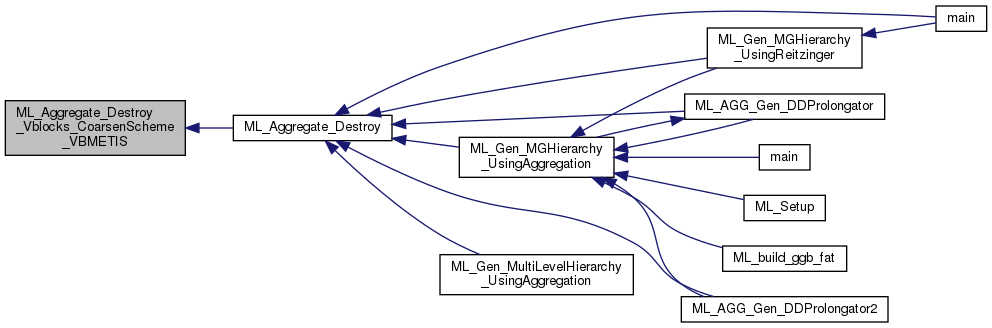 ML_Aggregate_Destroy
_Vblocks_CoarsenScheme
_VBMETIS
ML_Aggregate_Destroy
main
ML_Gen_MGHierarchy
_UsingReitzinger
ML_AGG_Gen_DDProlongator
ML_Gen_MGHierarchy
_UsingAggregation
main
ML_Setup
ML_build_ggb_fat
ML_Gen_MultiLevelHierarchy
_UsingAggregation
ML_AGG_Gen_DDProlongator2